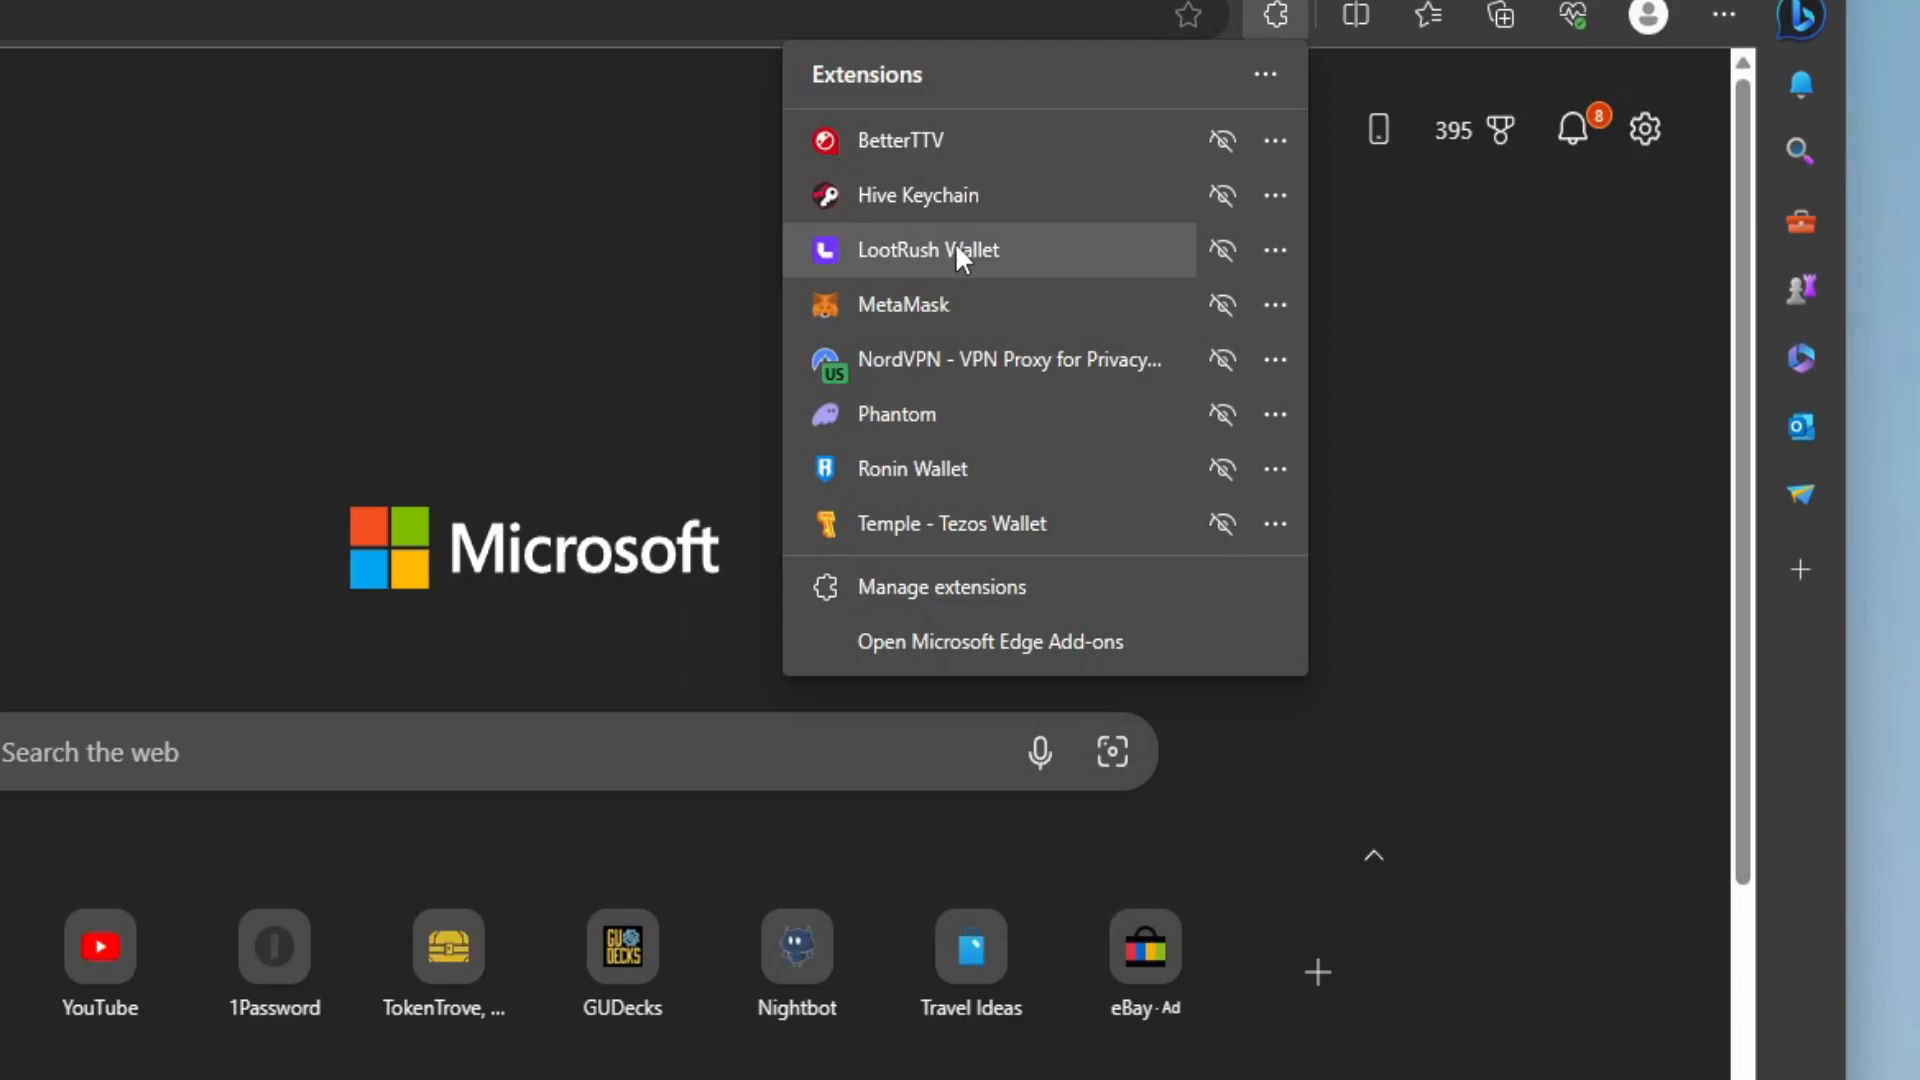 Extensions
395
8
BetterTTV
Hive Keychain
LootRush Wallet
MetaMask
NordVPN - VPN Proxy for Privacy...
US
Phantom
Ronin Wallet
Temple - Tezos Wallet
Microsoft
Manage extensions
Open Microsoft Edge Add-ons
Search the web
GU
DECKS
YouTube
1Password
TokenTrove, ...
GUDecks
Nightbot
Travel Ideas
eBay · Ad